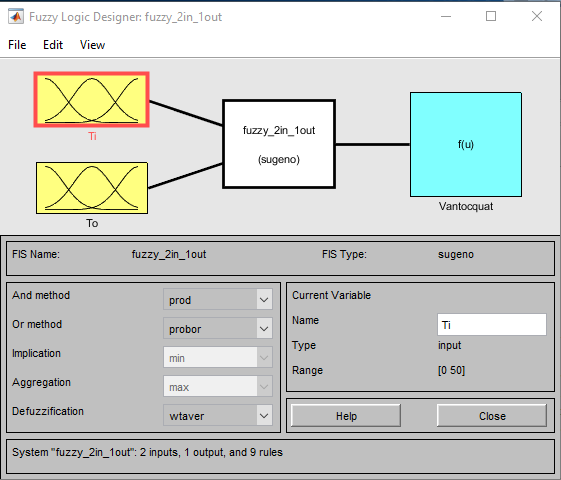 Fuzzy Logic Designer: fuzzy_2in_1out
File Edit View
Ti
To
fuzzy_2in_1out
(sugeno)
f(u)
Vantocquat
FIS Name: fuzzy_2in_1out FIS Type: sugeno
And method prod
Or method probor
Implication min
Aggregation max
Defuzzification wtaver
Current Variable
Name Ti
Type input
Range [0 50]
Help Close
System "fuzzy_2in_1out": 2 inputs, 1 output, and 9 rules